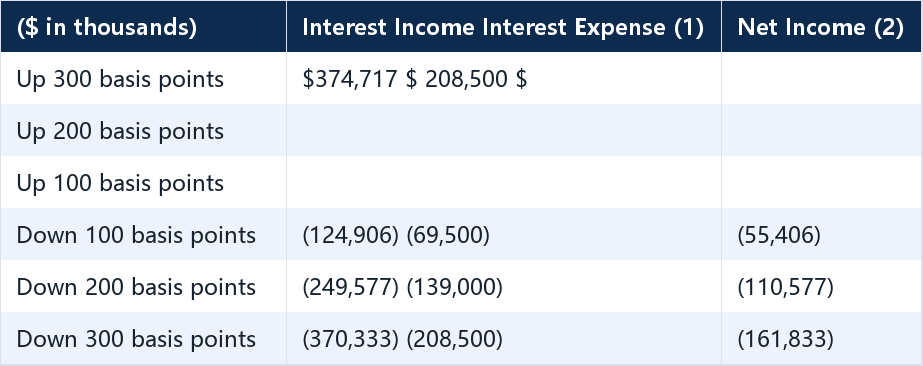 ($ in thousands) Interest Income Interest Expense (1) Net Income (2)
Up 300 basis points $374,717 $ 208,500 $
Up 200 basis points
Up 100 basis points
Down 100 basis points (124,906) (69,500) (55,406)
Down 200 basis points (249,577) (139,000) (110,577)
Down 300 basis points (370,333) (208,500) (161,833)